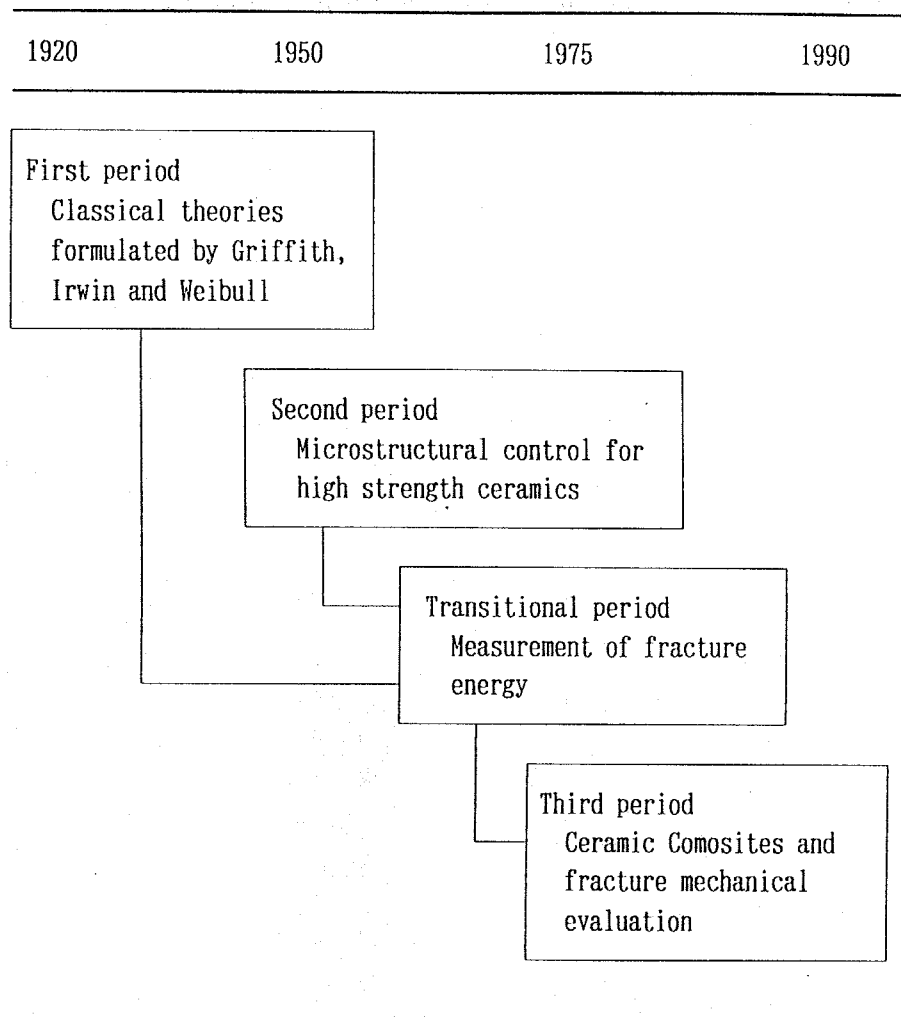 1920 1950 1975 1990
First period
Classical theories
formulated by Griffith,
Irwin and Weibull
Second period
Microstructural control for
high strength ceramics
Transitional period
Measurement of fracture
energy
Third period
Ceramic Comosites and
fracture mechanical
evaluation